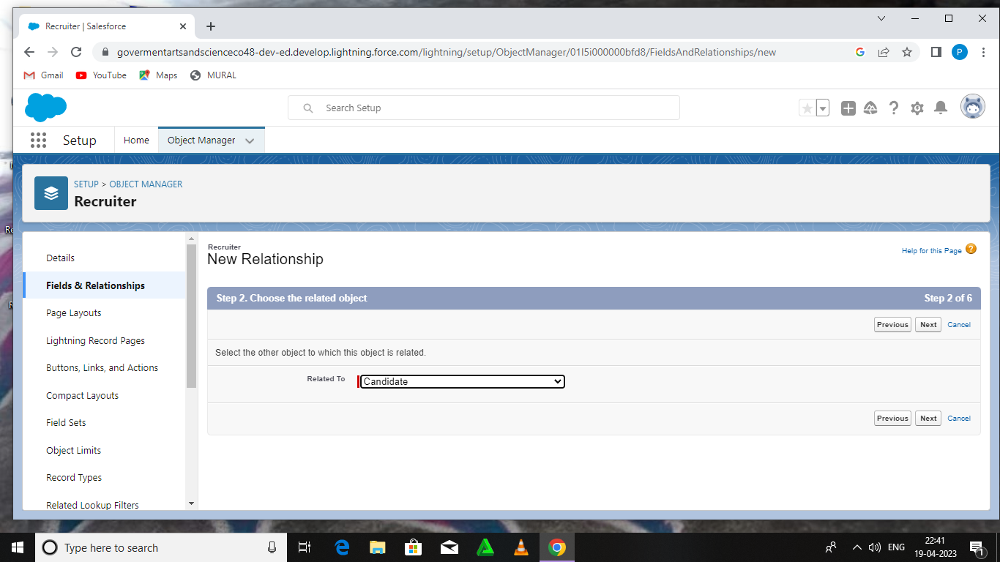 Recruiter | Salesforce
govermentartsandscienceco48-dev-ed.develop.lightning.force.com/lightning/setup/ObjectManager/01I5i000000bfd8/FieldsAndRelationships/new
P
Gmail YouTube Maps MURAL
Search Setup
Setup Home Object Manager
SETUP > OBJECT MANAGER
Recruiter
Details
Fields & Relationships
Page Layouts
Lightning Record Pages
Buttons, Links, and Actions
Compact Layouts
Field Sets
Object Limits
Record Types
Related Lookup Filters
Recruiter
New Relationship
Help for this Page ?
Step 2. Choose the related object Step 2 of 6
Previous Next Cancel
Select the other object to which this object is related.
Related To Candidate
Previous Next Cancel
Type here to search
ENG
22:41
19-04-2023
1